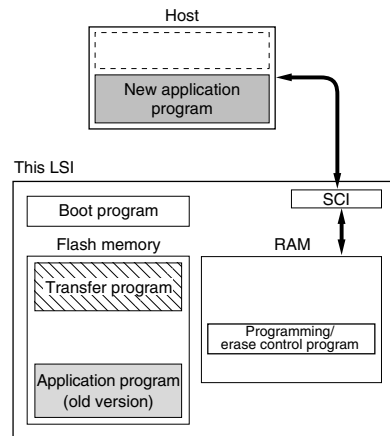 Host
New application
program
This LSI
SCI
Boot program
Flash memory
RAM
Transfer program
Programming/
erase control program
Application program
(old version)